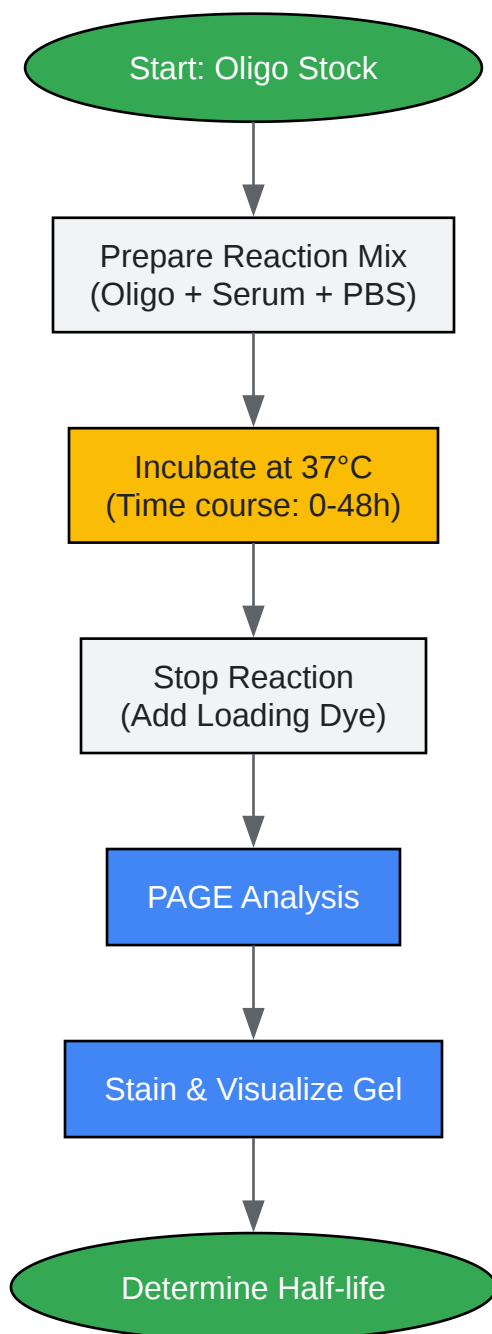 Start: Oligo Stock
Prepare Reaction Mix
(Oligo + Serum + PBS)
Incubate at 37°C
(Time course: 0-48h)
Stop Reaction
(Add Loading Dye)
PAGE Analysis
Stain & Visualize Gel
Determine Half-life